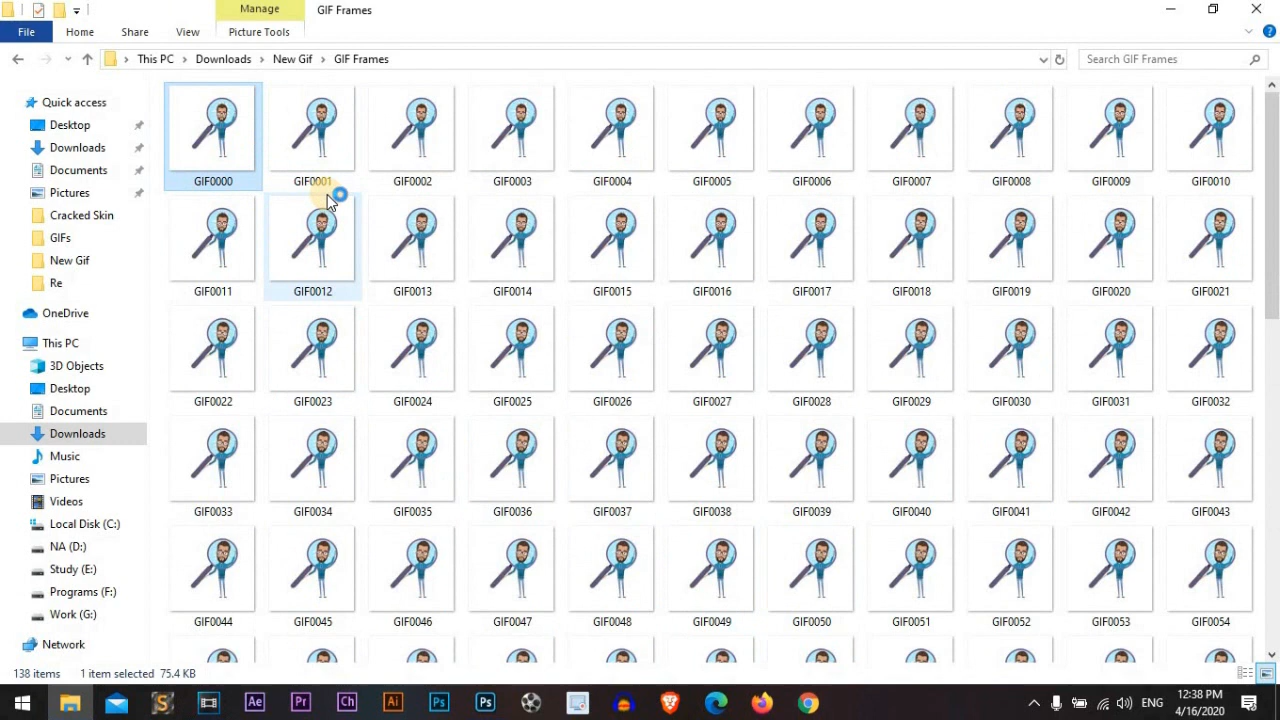 Manage
GIF Frames
File
Home
Share
View
Picture Tools
This PC
Downloads
New Gif
GIF Frames
Search GIF Frames
Quick access
Desktop
Downloads
Documents
Pictures
Cracked Skin
GIFs
New Gif
Re
OneDrive
This PC
3D Objects
Desktop
Documents
Downloads
Music
Pictures
Videos
Local Disk (C:)
NA (D:)
Study (E:)
Programs (F:)
Work (G:)
Network
GIF0000 GIF0001 GIF0002 GIF0003 GIF0004 GIF0005 GIF0006 GIF0007 GIF0008 GIF0009 GIF0010
GIF0011 GIF0012 GIF0013 GIF0014 GIF0015 GIF0016 GIF0017 GIF0018 GIF0019 GIF0020 GIF0021
GIF0022 GIF0023 GIF0024 GIF0025 GIF0026 GIF0027 GIF0028 GIF0029 GIF0030 GIF0031 GIF0032
GIF0033 GIF0034 GIF0035 GIF0036 GIF0037 GIF0038 GIF0039 GIF0040 GIF0041 GIF0042 GIF0043
GIF0044 GIF0045 GIF0046 GIF0047 GIF0048 GIF0049 GIF0050 GIF0051 GIF0052 GIF0053 GIF0054
138 items 1 item selected 75.4 KB
S Ae Pr Ch Ai Ps Ps
ENG
12:38 PM
4/16/2020